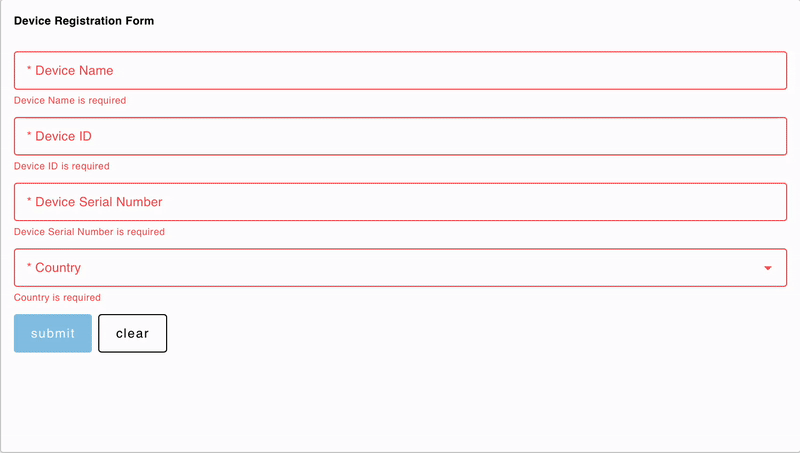 Device Registration Form
* Device Name
Device Name is required
* Device ID
Device ID is required
* Device Serial Number
Device Serial Number is required
* Country
Country is required
submit clear